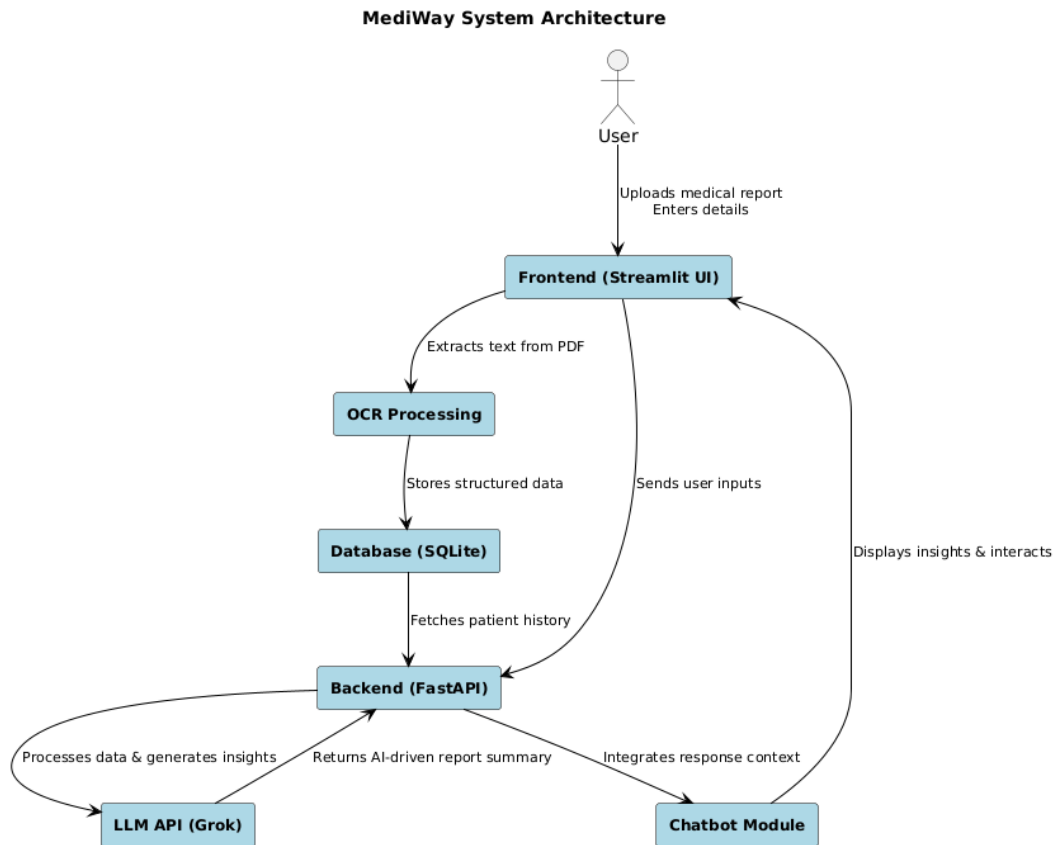 MediWay System Architecture
User
Uploads medical report
Enters details
Frontend (Streamlit UI)
Extracts text from PDF
OCR Processing
Stores structured data
Sends user inputs
Database (SQLite)
Displays insights & interacts
Fetches patient history
Backend (FastAPI)
Processes data & generates insights
Returns AI-driven report summary
Integrates response context
LLM API (Grok)
Chatbot Module